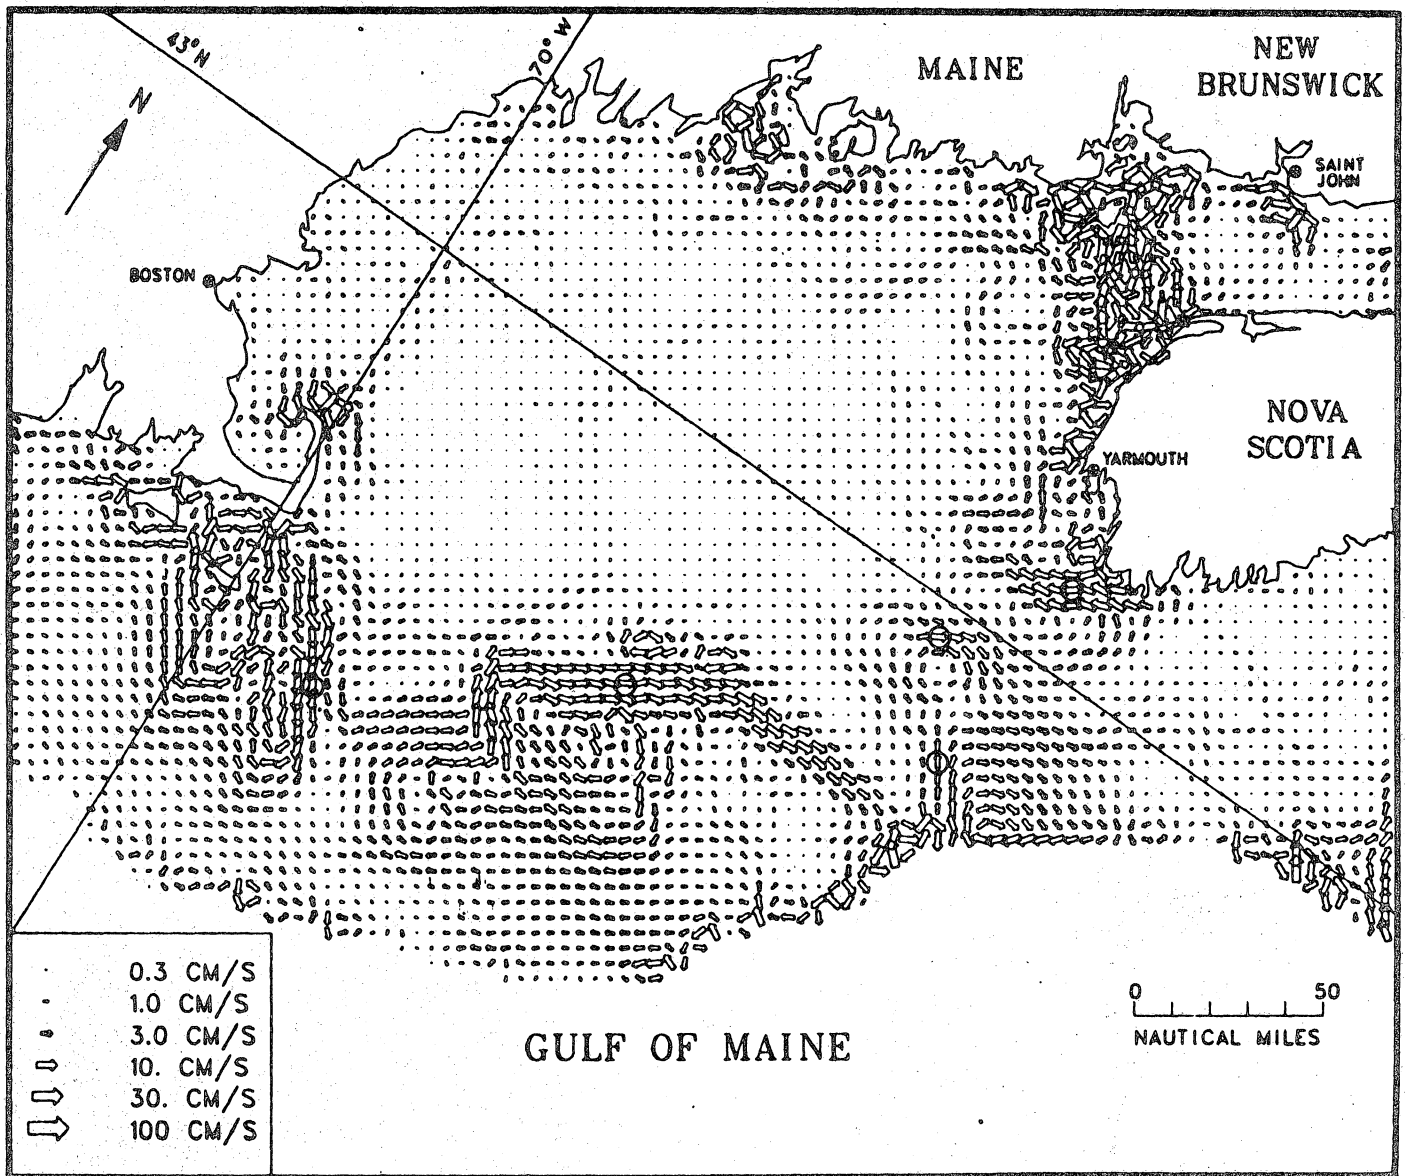 43°N
70° W
N
MAINE
NEW
BRUNSWICK
SAINT
JOHN
BOSTON
NOVA
SCOTIA
YARMOUTH
0.3 CM/S
1.0 CM/S
3.0 CM/S
10. CM/S
30. CM/S
100 CM/S
GULF OF MAINE
0 50
NAUTICAL MILES